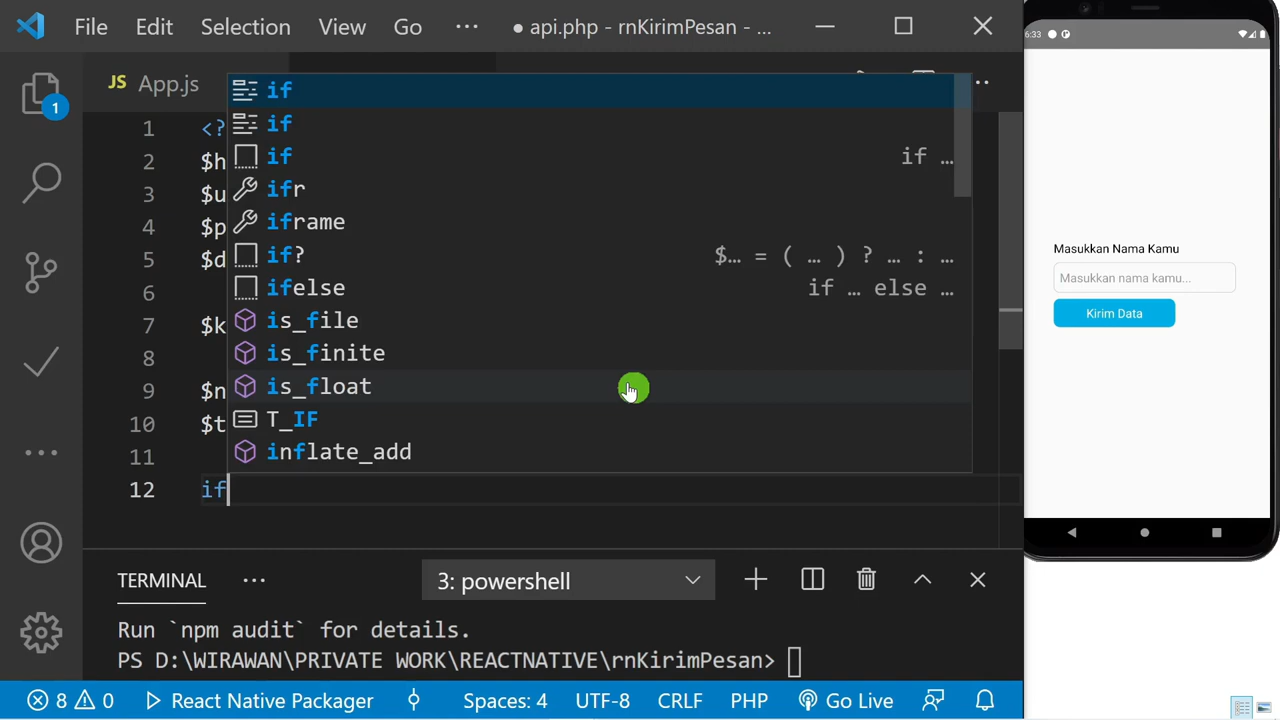 File Edit Selection View Go ··· ● api.php - rnKirimPesan - ...
JS App.js
1 <?
2 $h
3 $u
4 $p
5 $d
6
7 $k
8
9 $n
10 $t
11
12 if
if
if
if if …
ifr
iframe
if? $… = ( … ) ? … : …
ifelse if … else …
is_file
is_finite
is_float
T_IF
inflate_add
1
TERMINAL ··· 3: powershell
Run `npm audit` for details.
PS D:\WIRAWAN\PRIVATE WORK\REACTNATIVE\rnKirimPesan>
8 0 React Native Packager Spaces: 4 UTF-8 CRLF PHP Go Live
6:33
Masukkan Nama Kamu
Masukkan nama kamu...
Kirim Data